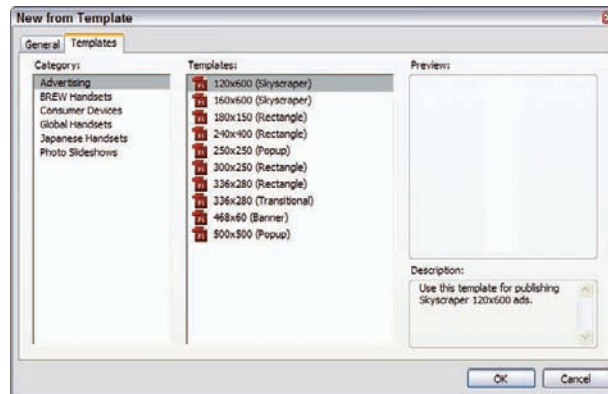 New from Template
General Templates
Category:
Advertising
BREW Handsets
Consumer Devices
Global Handsets
Japanese Handsets
Photo Slideshows
Templates:
120x600 (Skyscraper)
160x600 (Skyscraper)
180x150 (Rectangle)
240x400 (Rectangle)
250x250 (Popup)
300x250 (Rectangle)
336x280 (Rectangle)
336x280 (Transitional)
468x60 (Banner)
500x500 (Popup)
Preview:
Description:
Use this template for publishing
Skyscraper 120x600 ads.
OK Cancel